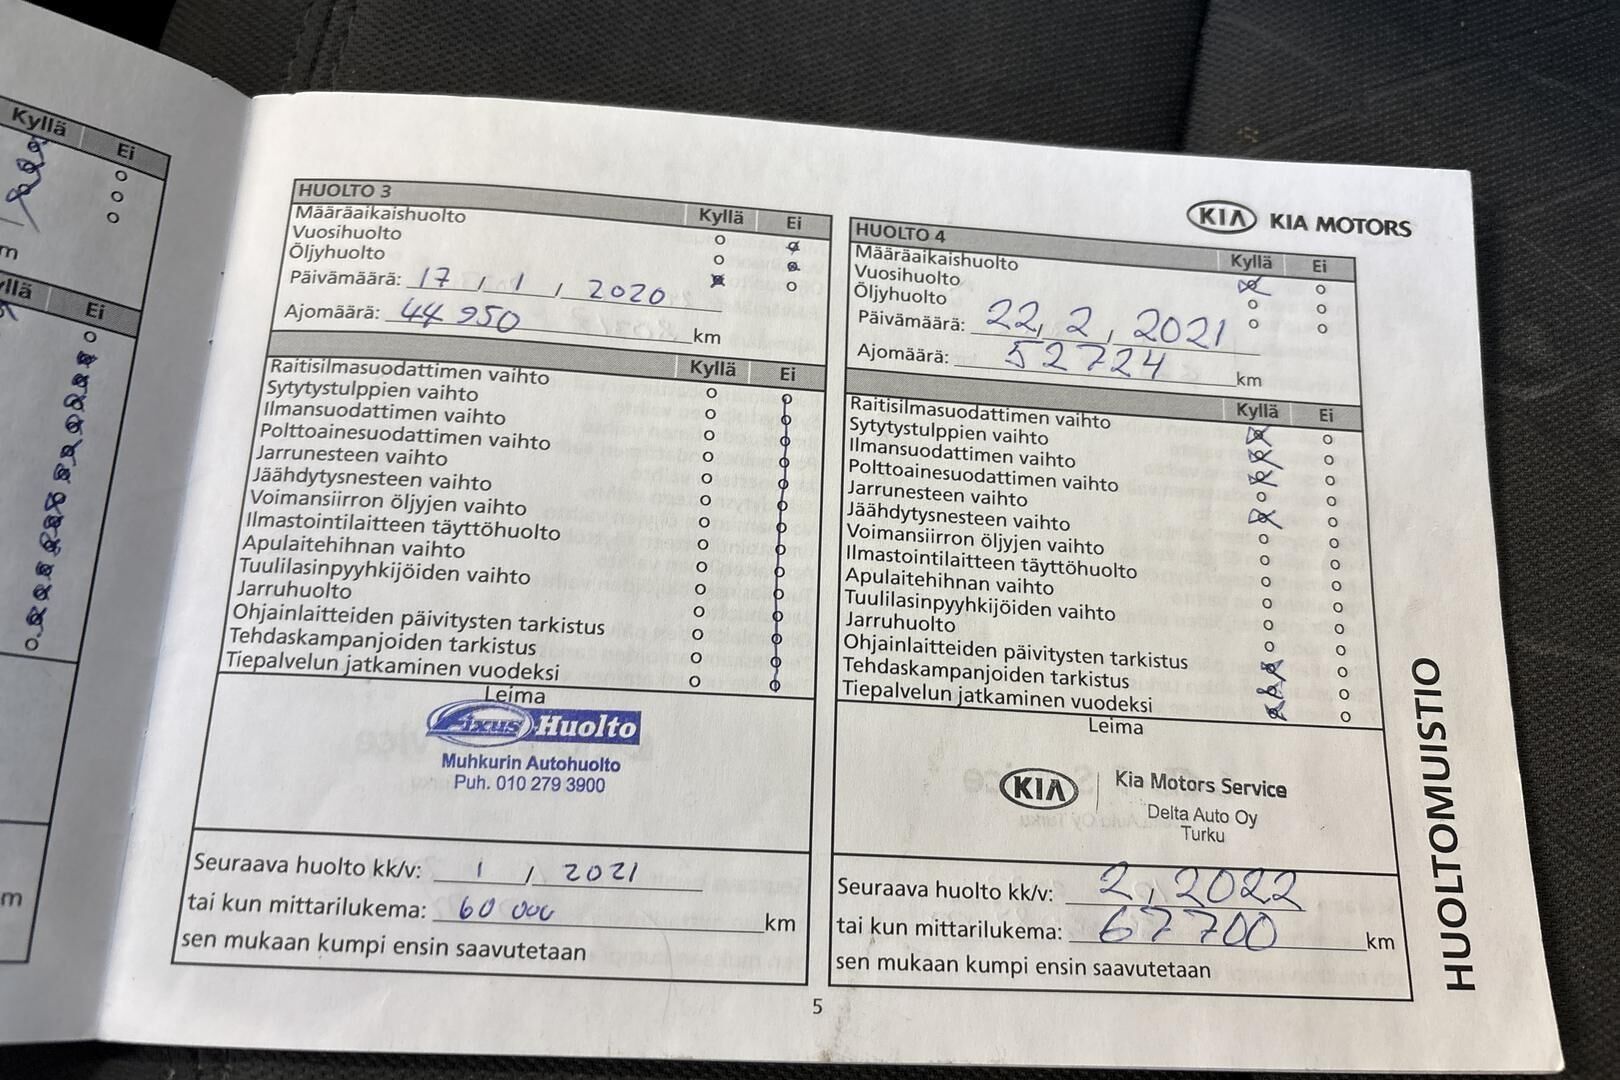 Kyllä
Ei
m
yllä
Ei
m
HUOLTO 3
Kyllä Ei
Määräaikaishuolto
Vuosihuolto
Öljyhuolto
Päivämäärä: 17 / 1 / 2020
Ajomäärä: 44 950 km
Kyllä Ei
Raitisilmasuodattimen vaihto
Sytytystulppien vaihto
Ilmansuodattimen vaihto
Polttoainesuodattimen vaihto
Jarrunesteen vaihto
Jäähdytysnesteen vaihto
Voimansiirron öljyjen vaihto
Ilmastointilaitteen täyttöhuolto
Apulaitehihnan vaihto
Tuulilasinpyyhkijöiden vaihto
Jarruhuolto
Ohjainlaitteiden päivitysten tarkistus
Tehdaskampanjoiden tarkistus
Tiepalvelun jatkaminen vuodeksi
Leima
Fixus Huolto
Muhkurin Autohuolto
Puh. 010 279 3900
Seuraava huolto kk/v: 1 / 2021
tai kun mittarilukema: 60 000 km
sen mukaan kumpi ensin saavutetaan
KIA KIA MOTORS
HUOLTO 4
Kyllä Ei
Määräaikaishuolto
Vuosihuolto
Öljyhuolto
Päivämäärä: 22 / 2 / 2021
Ajomäärä: 52724 km
Kyllä Ei
Raitisilmasuodattimen vaihto
Sytytystulppien vaihto
Ilmansuodattimen vaihto
Polttoainesuodattimen vaihto
Jarrunesteen vaihto
Jäähdytysnesteen vaihto
Voimansiirron öljyjen vaihto
Ilmastointilaitteen täyttöhuolto
Apulaitehihnan vaihto
Tuulilasinpyyhkijöiden vaihto
Jarruhuolto
Ohjainlaitteiden päivitysten tarkistus
Tehdaskampanjoiden tarkistus
Tiepalvelun jatkaminen vuodeksi
Leima
KIA Kia Motors Service
Delta Auto Oy
Turku
Seuraava huolto kk/v: 2 / 2022
tai kun mittarilukema: 67700 km
sen mukaan kumpi ensin saavutetaan
HUOLTOMUISTIO
5